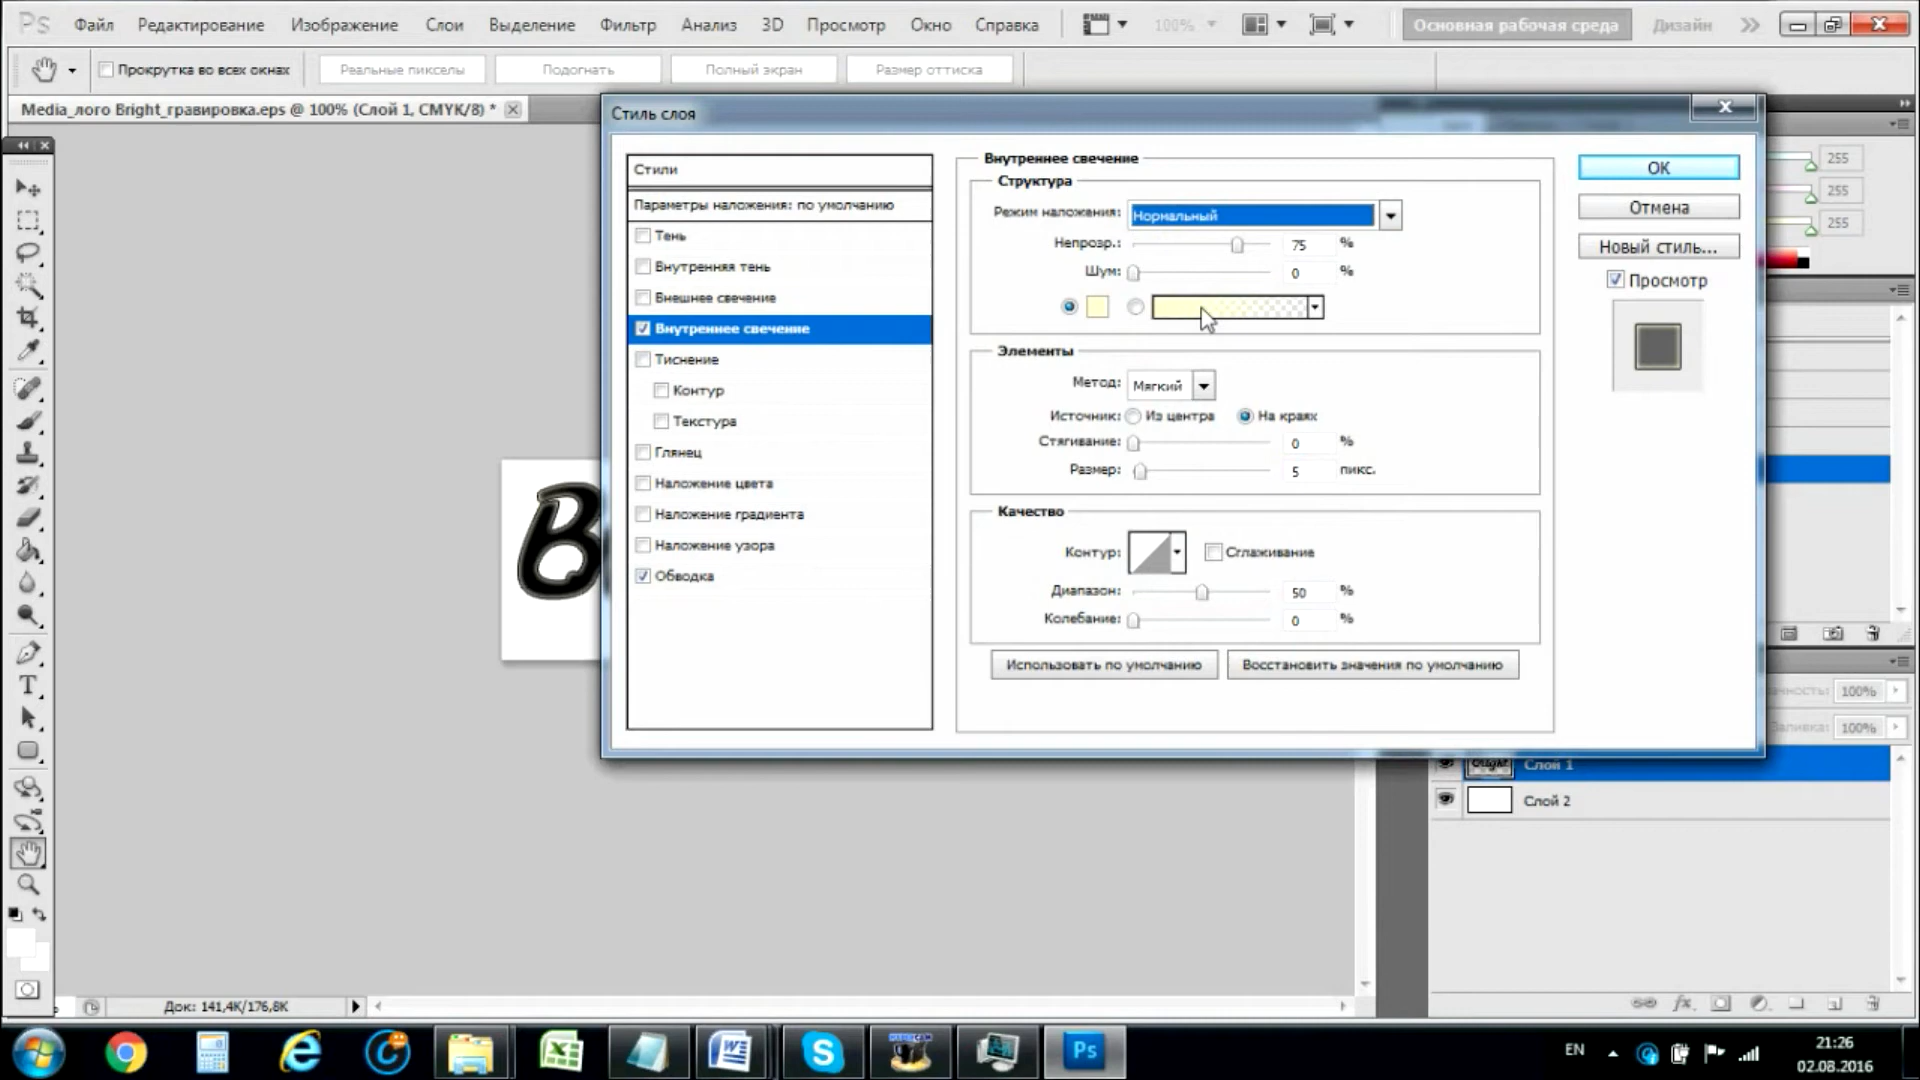 Ps Файл Редактирование Изображение Слои Выделение Фильтр Анализ 3D Просмотр Окно Справка 100% Основная рабочая среда Дизайн
Прокрутка во всех окнах Реальные пикселы Подогнать Полный экран Размер оттиска
Media_лого Bright_гравировка.eps @ 100% (Слой 1, CMYK/8) *
Стиль слоя
Стили
Параметры наложения: по умолчанию
Тень
Внутренняя тень
Внешнее свечение
Внутреннее свечение
Тиснение
Контур
Текстура
Глянец
Наложение цвета
Наложение градиента
Наложение узора
Обводка
Внутреннее свечение
Структура
Режим наложения: Нормальный
Непрозр.: 75 %
Шум: 0 %
Элементы
Метод: Мягкий
Источник: Из центра На краях
Стягивание: 0 %
Размер: 5 пикс.
Качество
Контур: Сглаживание
Диапазон: 50 %
Колебание: 0 %
Использовать по умолчанию Восстановить значения по умолчанию
OK
Отмена
Новый стиль...
Просмотр
255
255
255
B
100%
Заливка: 100%
Слой 1
Слой 2
Док: 141,4K/176,8K
EN
21:26
02.08.2016
Ps